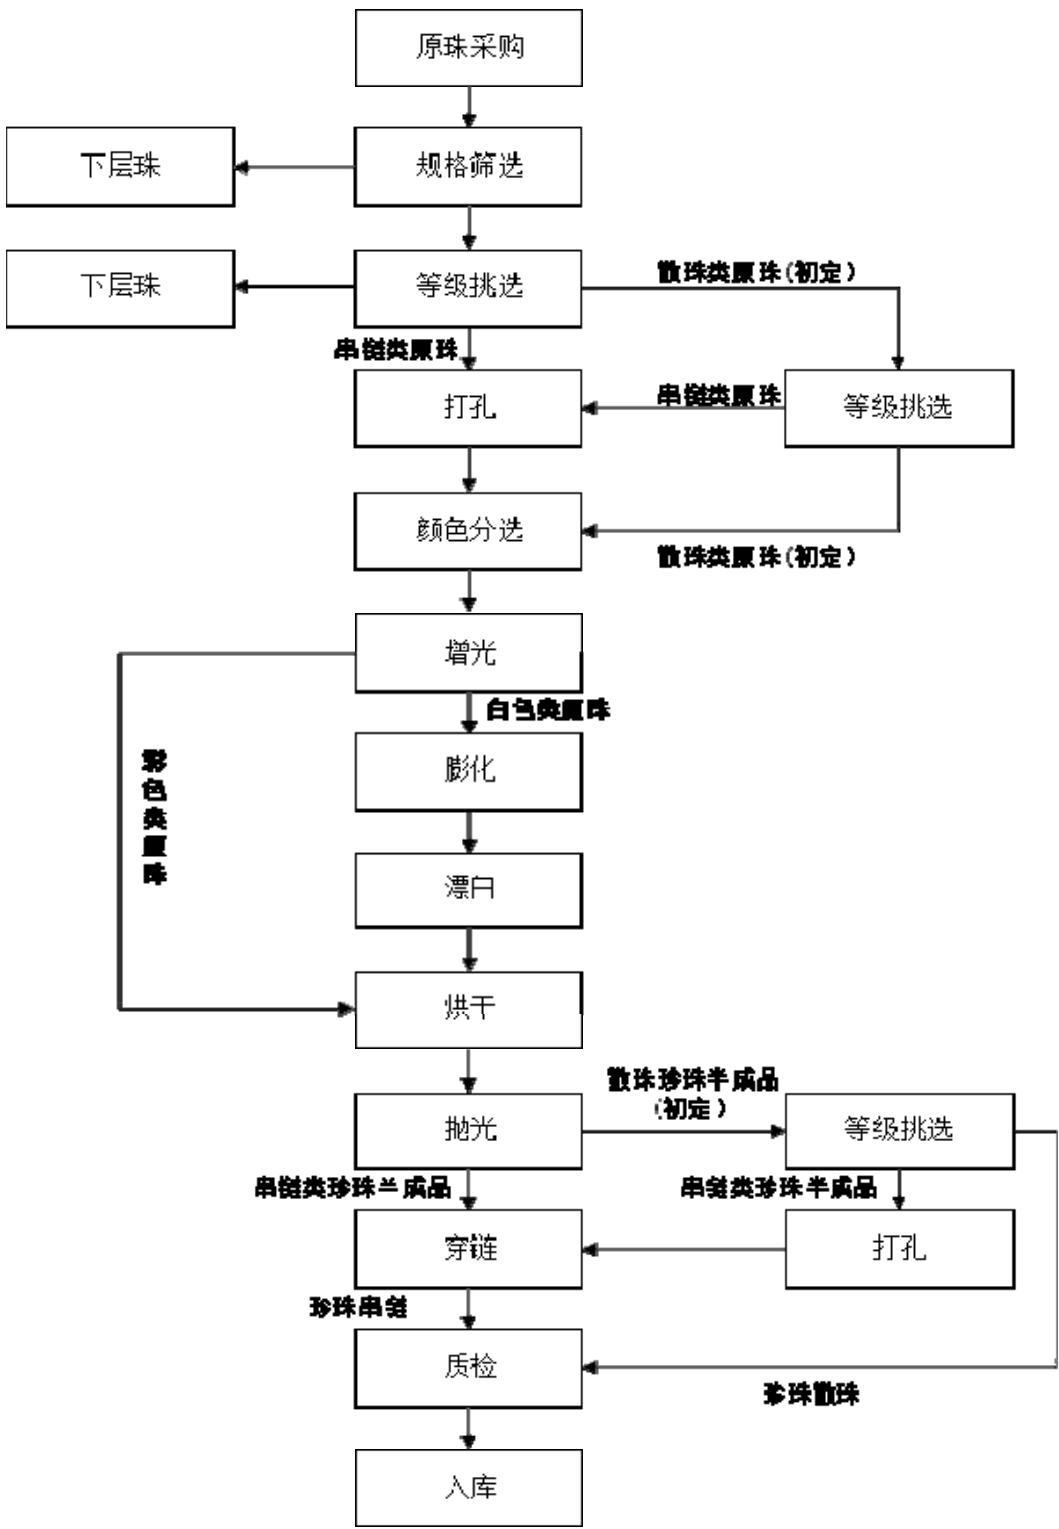 原珠采购
下层珠
规格筛选
下层珠
等级挑选
散珠类原珠(初定)
串链类原珠
打孔
串链类原珠
等级挑选
颜色分选
散珠类原珠(初定)
增光
白色类原珠
彩色类原珠
膨化
漂白
烘干
抛光
散珠珍珠半成品
(初定)
等级挑选
串链类珍珠半成品
串链类珍珠半成品
穿链
打孔
珍珠串链
质检
珍珠散珠
入库